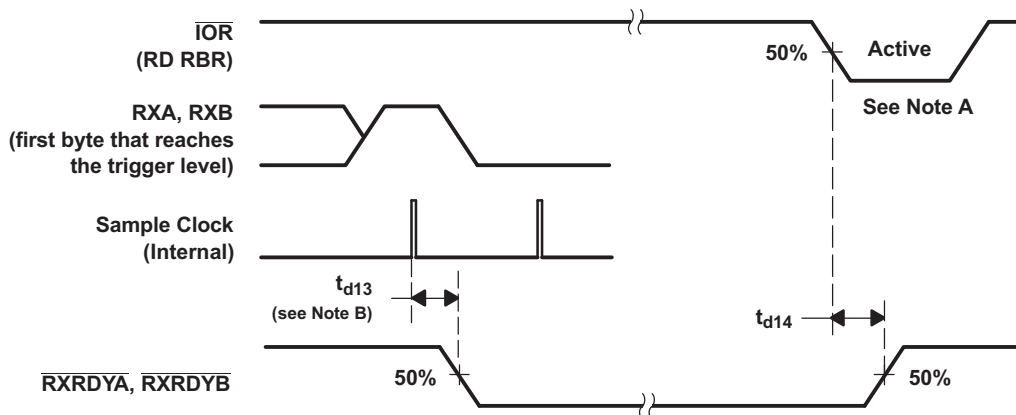 IOR
(RD RBR)
50%
Active
See Note A
RXA, RXB
(first byte that reaches
the trigger level)
Sample Clock
(Internal)
td13
(see Note B)
td14
RXRDYA, RXRDYB
50%
50%